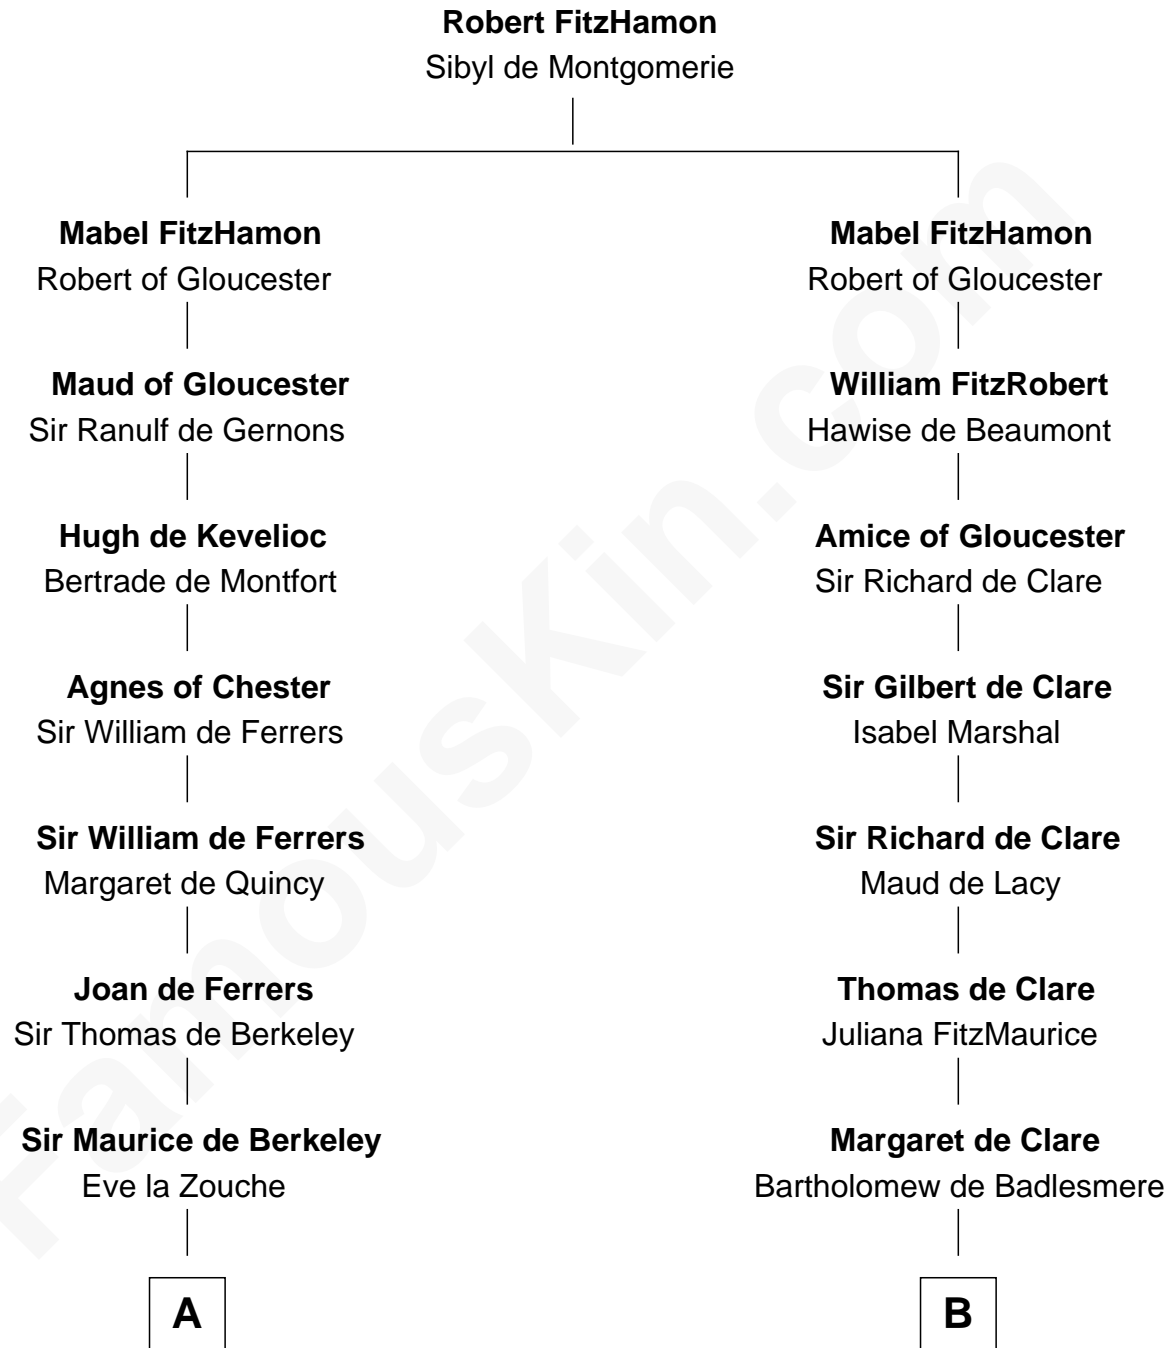 Robert FitzHamon
Sibyl de Montgomerie
Mabel FitzHamon
Robert of Gloucester
Mabel FitzHamon
Robert of Gloucester
Maud of Gloucester
Sir Ranulf de Gernons
William FitzRobert
Hawise de Beaumont
Hugh de Kevelioc
Bertrade de Montfort
Amice of Gloucester
Sir Richard de Clare
Agnes of Chester
Sir William de Ferrers
Sir Gilbert de Clare
Isabel Marshal
Sir William de Ferrers
Margaret de Quincy
Sir Richard de Clare
Maud de Lacy
Joan de Ferrers
Sir Thomas de Berkeley
Thomas de Clare
Juliana FitzMaurice
Sir Maurice de Berkeley
Eve la Zouche
Margaret de Clare
Bartholomew de Badlesmere
A
B
FamousKin.com